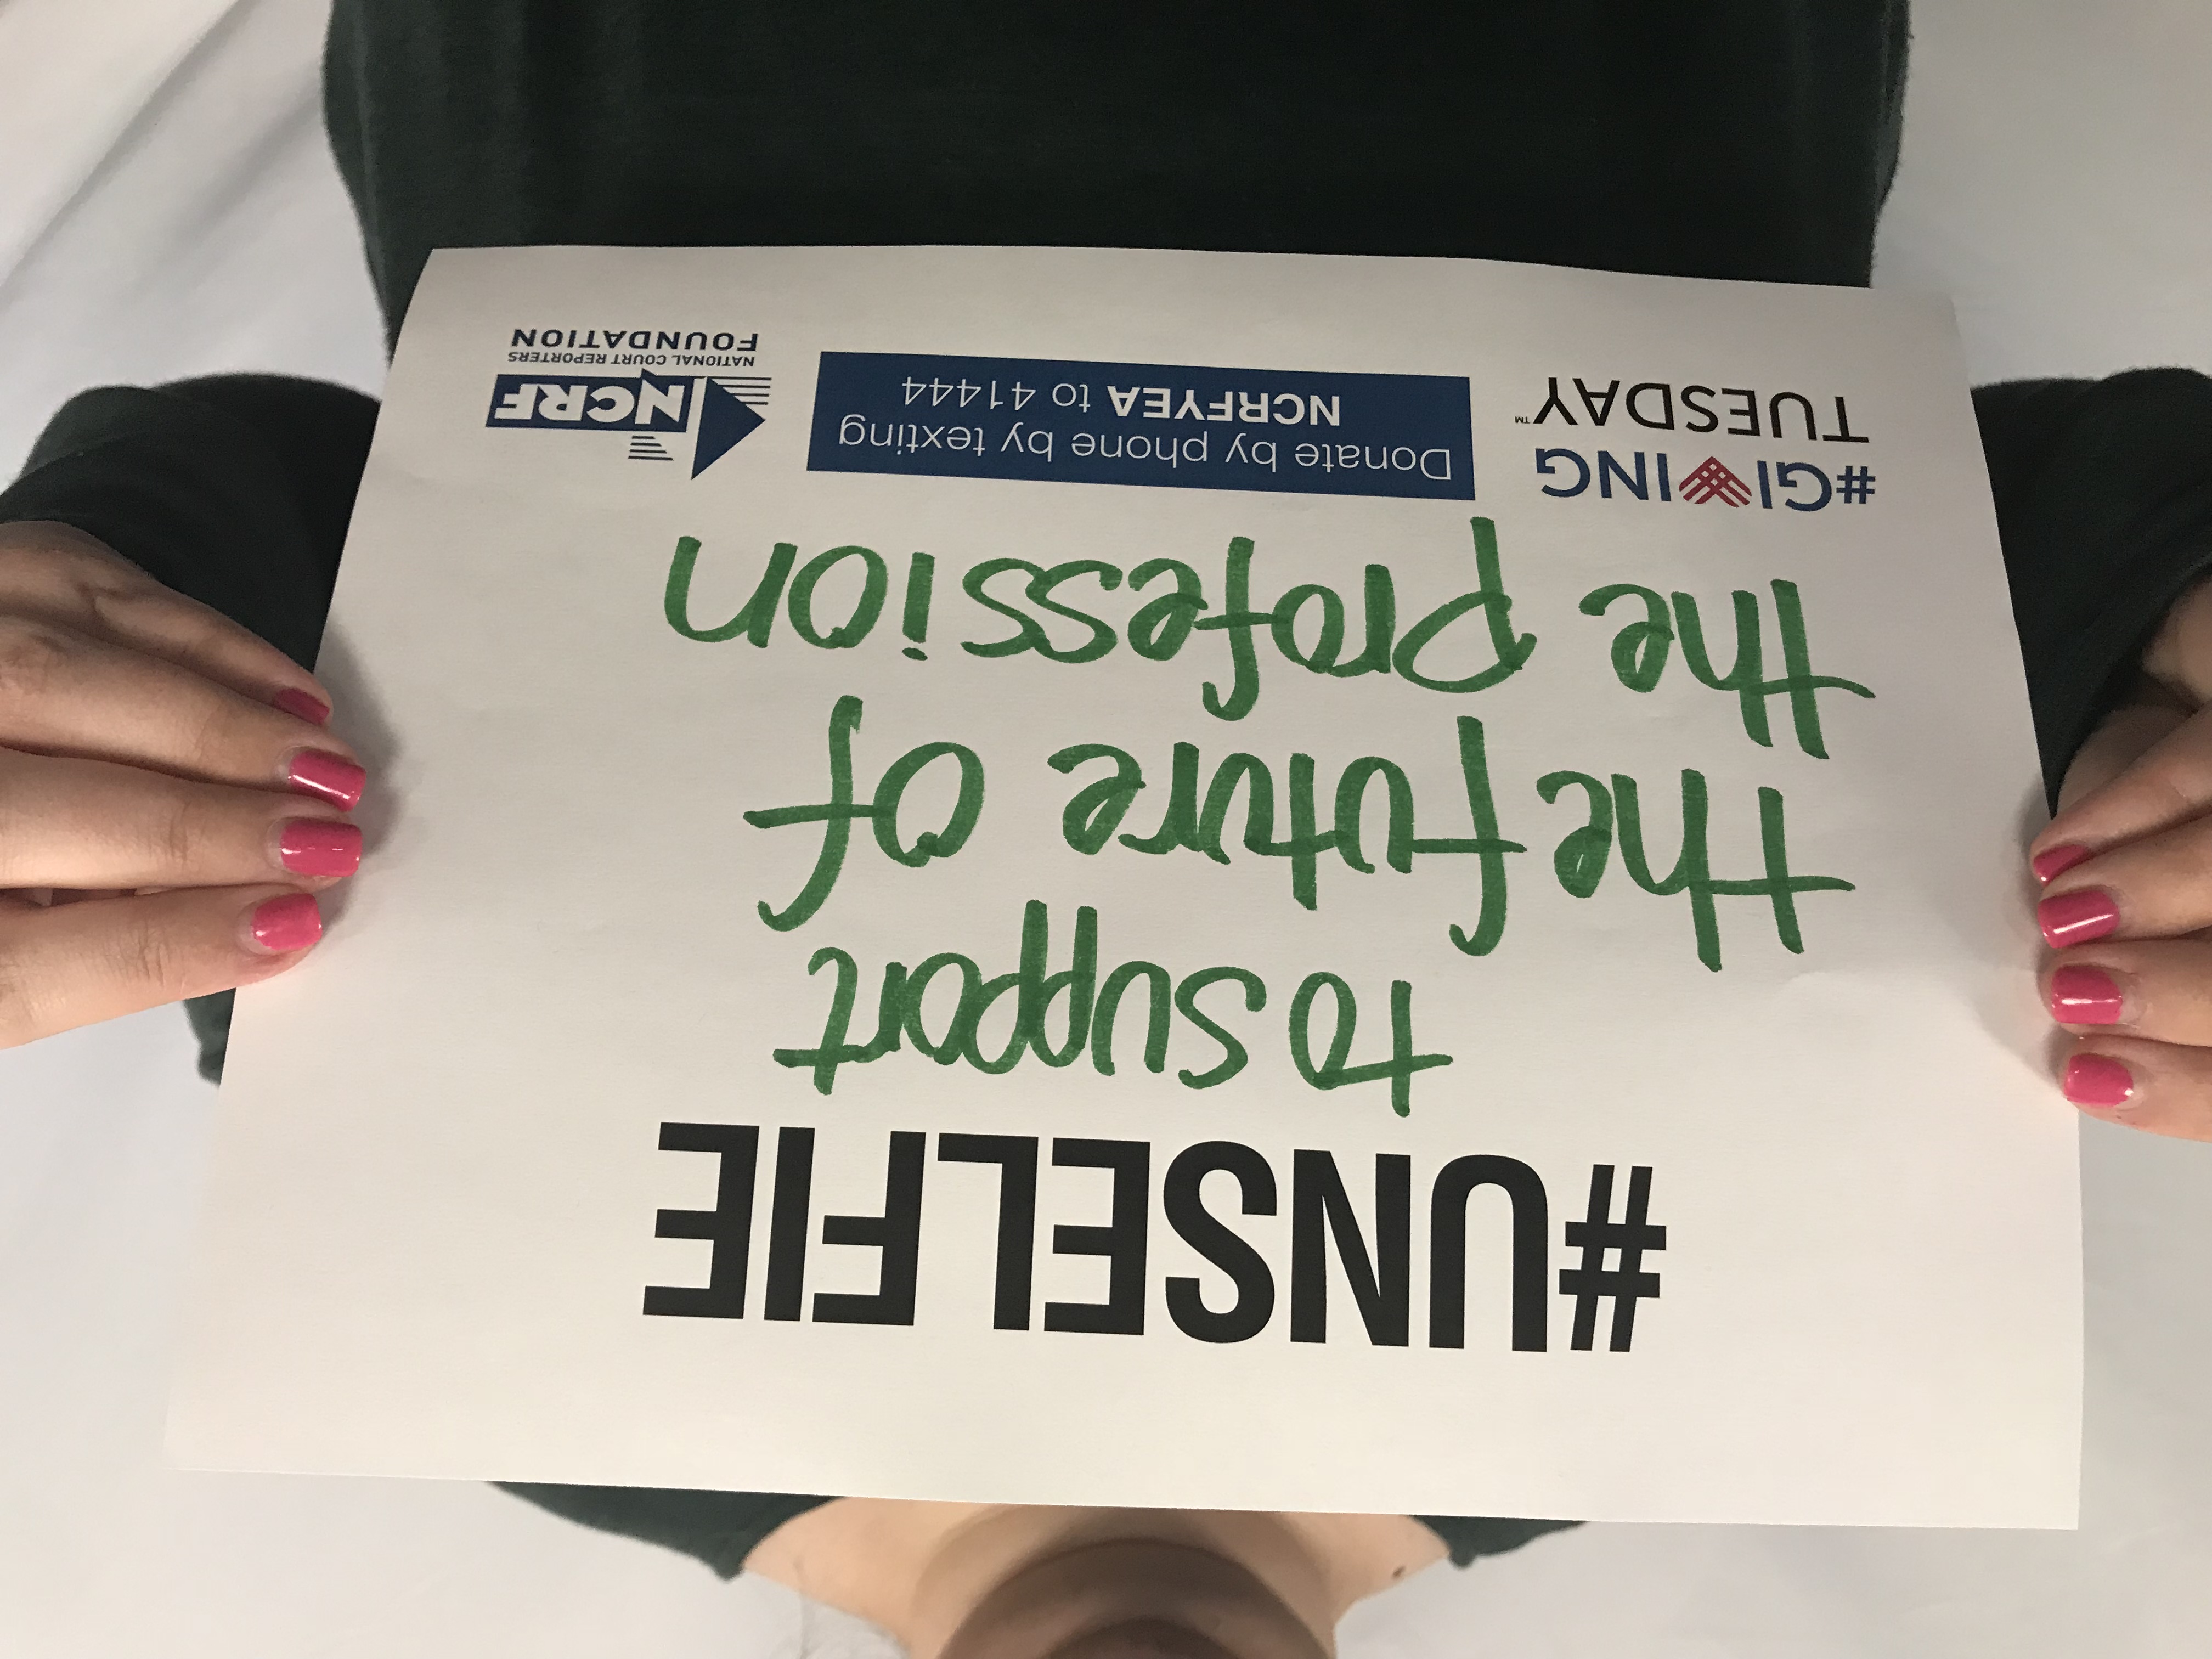 #UNSELFIE
to support
the future of
the profession
#GIVING
TUESDAY™
Donate by phone by texting
NCRFYEA to 41444
NCRF
NATIONAL COURT REPORTERS
FOUNDATION